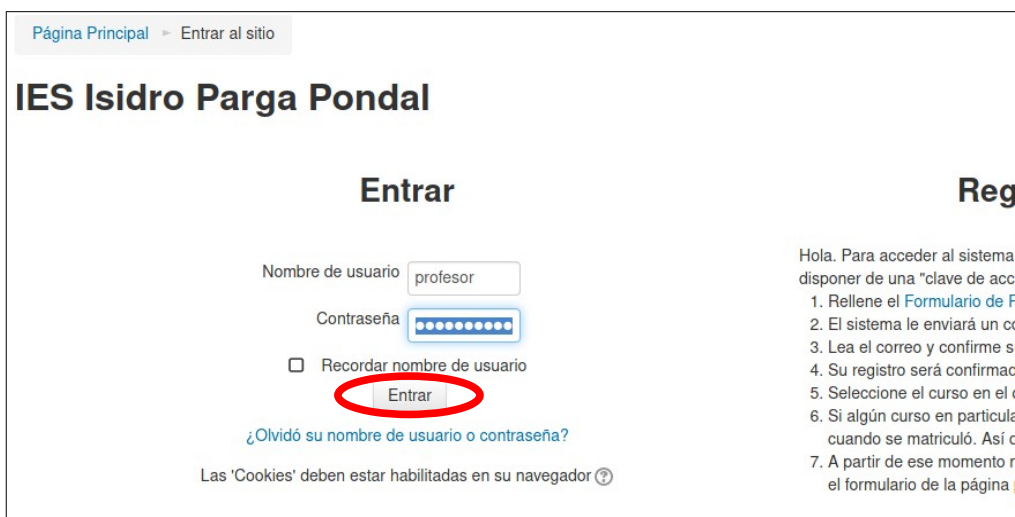 Página Principal ► Entrar al sitio
IES Isidro Parga Pondal
Entrar
Nombre de usuario profesor
Contraseña
Recordar nombre de usuario
Entrar
¿Olvidó su nombre de usuario o contraseña?
Las 'Cookies' deben estar habilitadas en su navegador
Reg
Hola. Para acceder al sistema
disponer de una "clave de acc
1. Rellene el Formulario de
2. El sistema le enviará un co
3. Lea el correo y confirme s
4. Su registro será confirmad
5. Seleccione el curso en el
6. Si algún curso en particula
cuando se matriculó. Así
7. A partir de ese momento
el formulario de la página